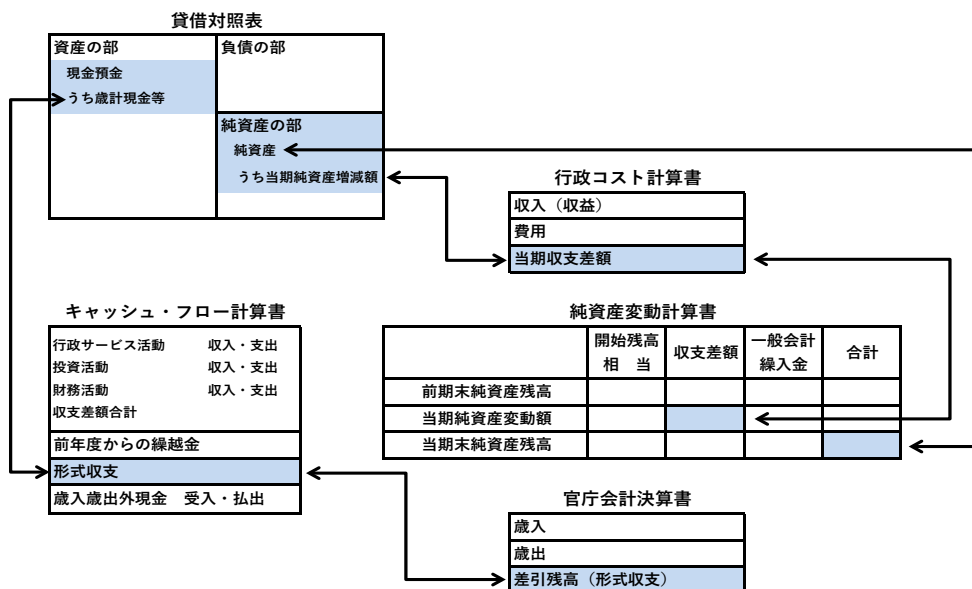 貸借対照表
資産の部
負債の部
現金預金
うち歳計現金等
純資産の部
純資産
うち当期純資産増減額
行政コスト計算書
収入（収益）
費用
当期収支差額
キャッシュ・フロー計算書
行政サービス活動　収入・支出
投資活動　収入・支出
財務活動　収入・支出
収支差額合計
前年度からの繰越金
形式収支
歳入歳出外現金　受入・払出
純資産変動計算書
開始残高
相　当
収支差額
一般会計
繰入金
合計
前期末純資産残高
当期純資産変動額
当期末純資産残高
官庁会計決算書
歳入
歳出
差引残高（形式収支）